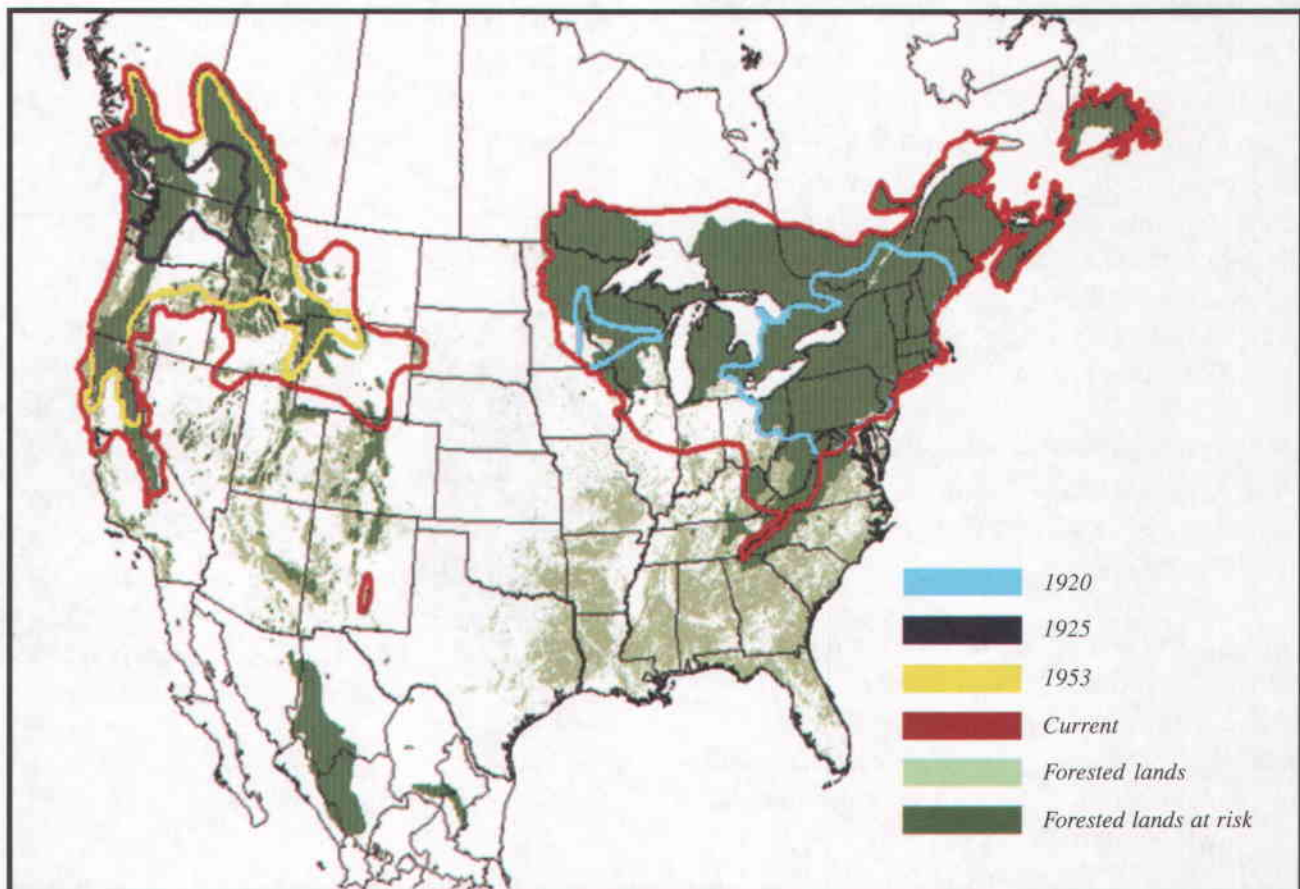 1920
1925
1953
Current
Forested lands
Forested lands at risk